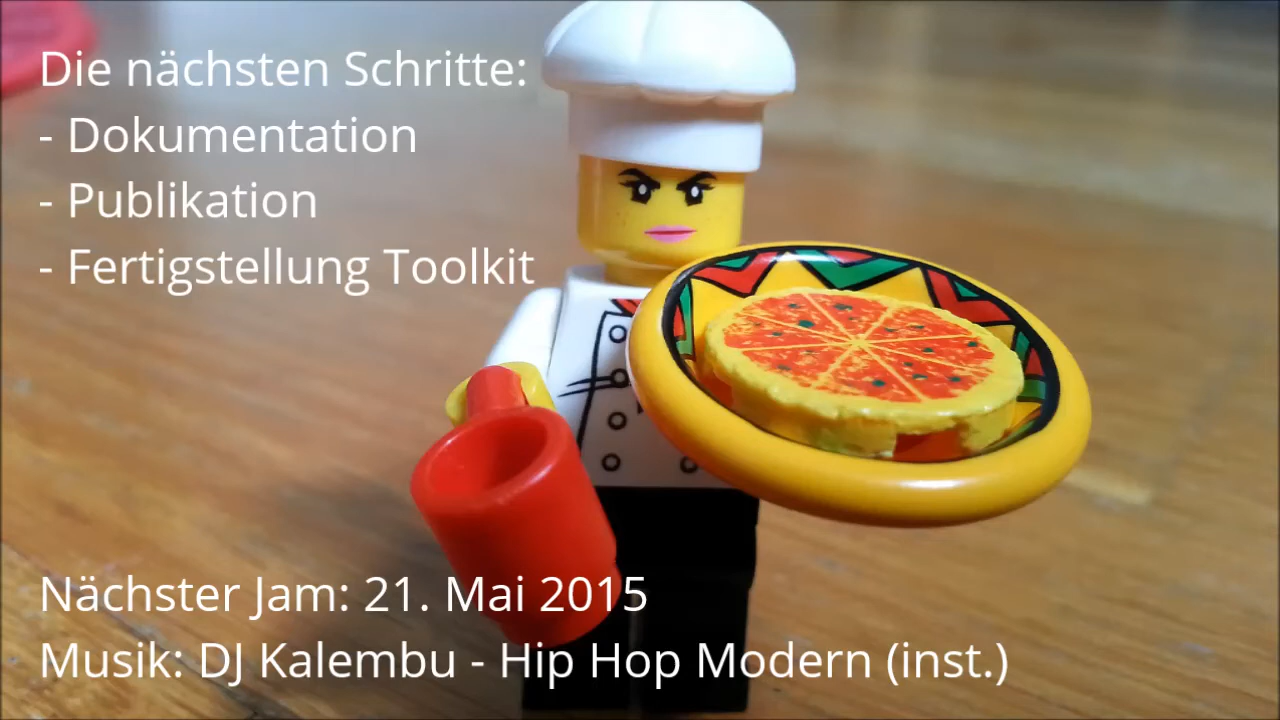 Die nächsten Schritte:
- Dokumentation
- Publikation
- Fertigstellung Toolkit
Nächster Jam: 21. Mai 2015
Musik: DJ Kalembu - Hip Hop Modern (inst.)